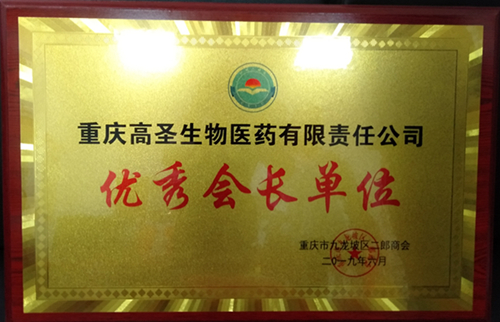 重庆高圣生物医药有限责任公司
优秀会长单位
重庆市九龙坡区二郎商会
二〇一九年六月